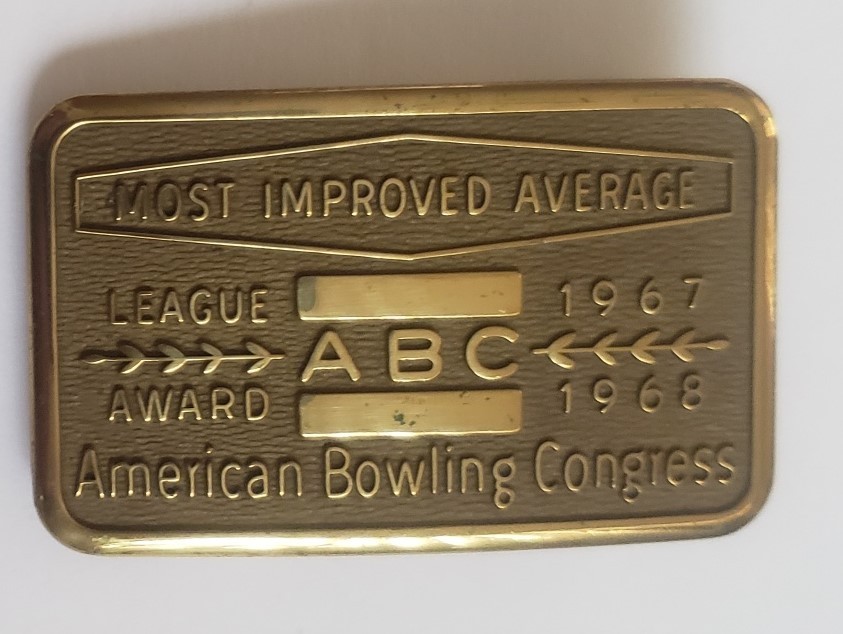 MOST IMPROVED AVERAGE
LEAGUE 1967
ABC
AWARD 1968
American Bowling Congress